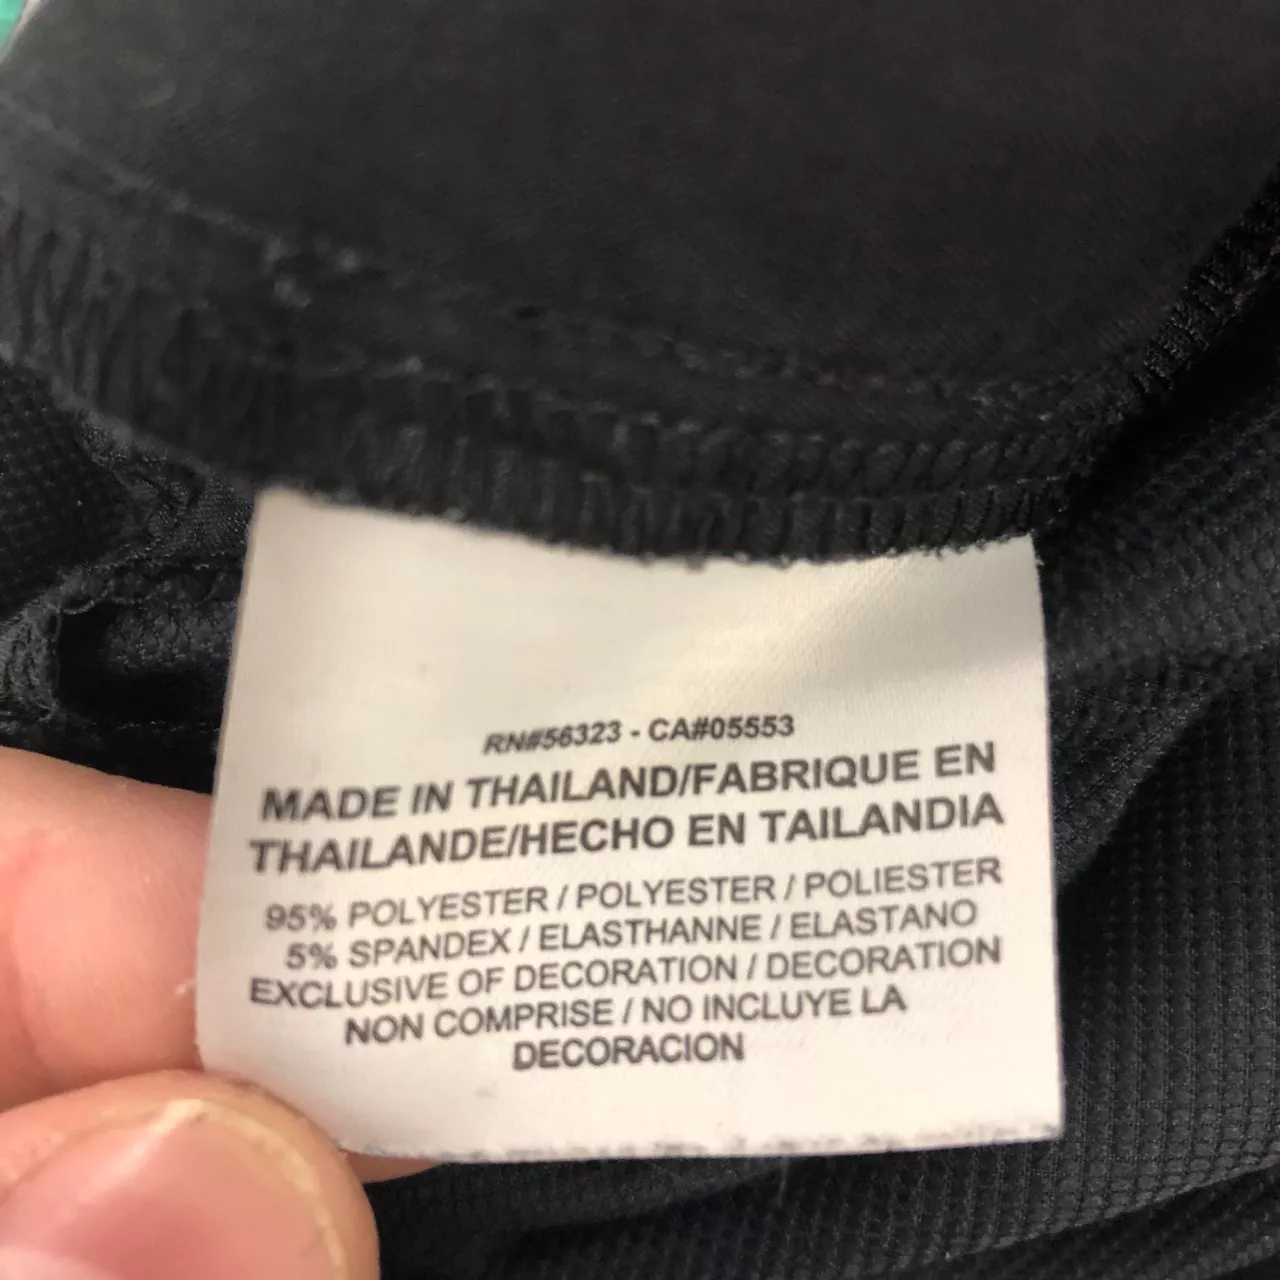 RN#56323 - CA#05553
MADE IN THAILAND/FABRIQUE EN
THAILANDE/HECHO EN TAILANDIA
95% POLYESTER / POLYESTER / POLIESTER
5% SPANDEX / ELASTHANNE / ELASTANO
EXCLUSIVE OF DECORATION / DECORATION
NON COMPRISE / NO INCLUYE LA
DECORACION